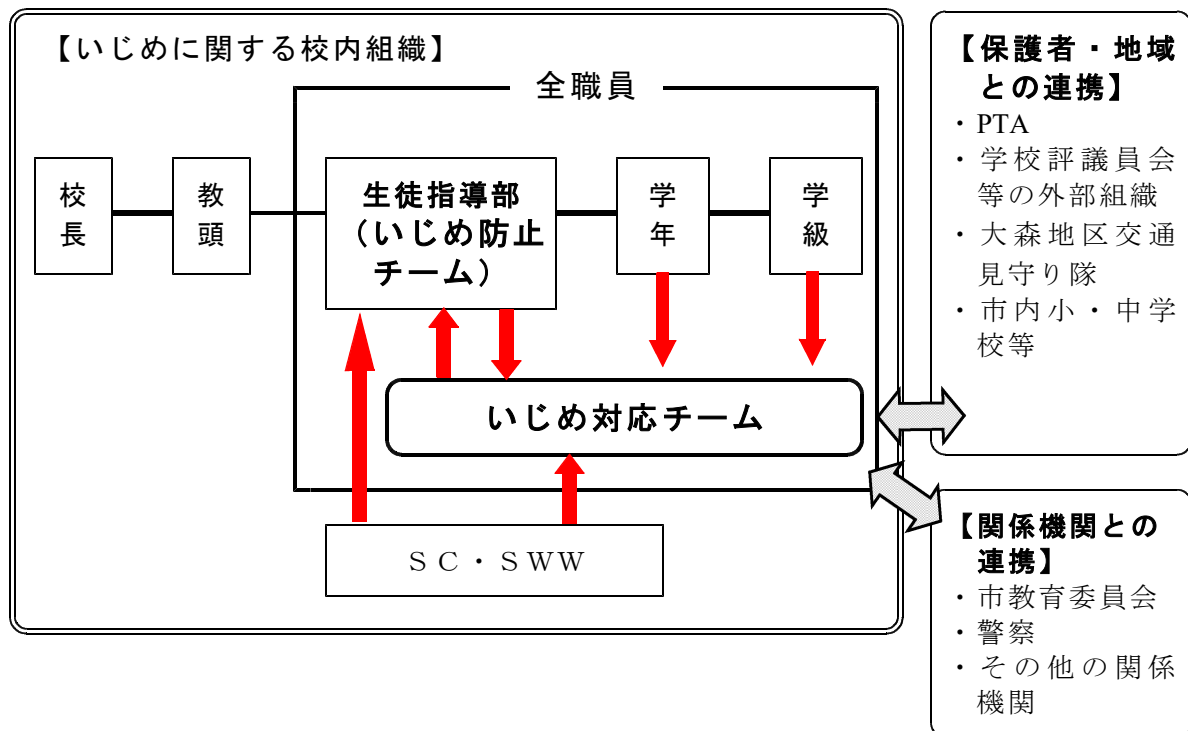 【いじめに関する校内組織】
全職員
校長
教頭
生徒指導部
（いじめ防止
チーム）
学年
学級
いじめ対応チーム
ＳＣ・ＳＷＷ
【保護者・地域
との連携】
・PTA
・学校評議員会
等の外部組織
・大森地区交通
見守り隊
・市内小・中学
校等
【関係機関との
連携】
・市教育委員会
・警察
・その他の関係
機関